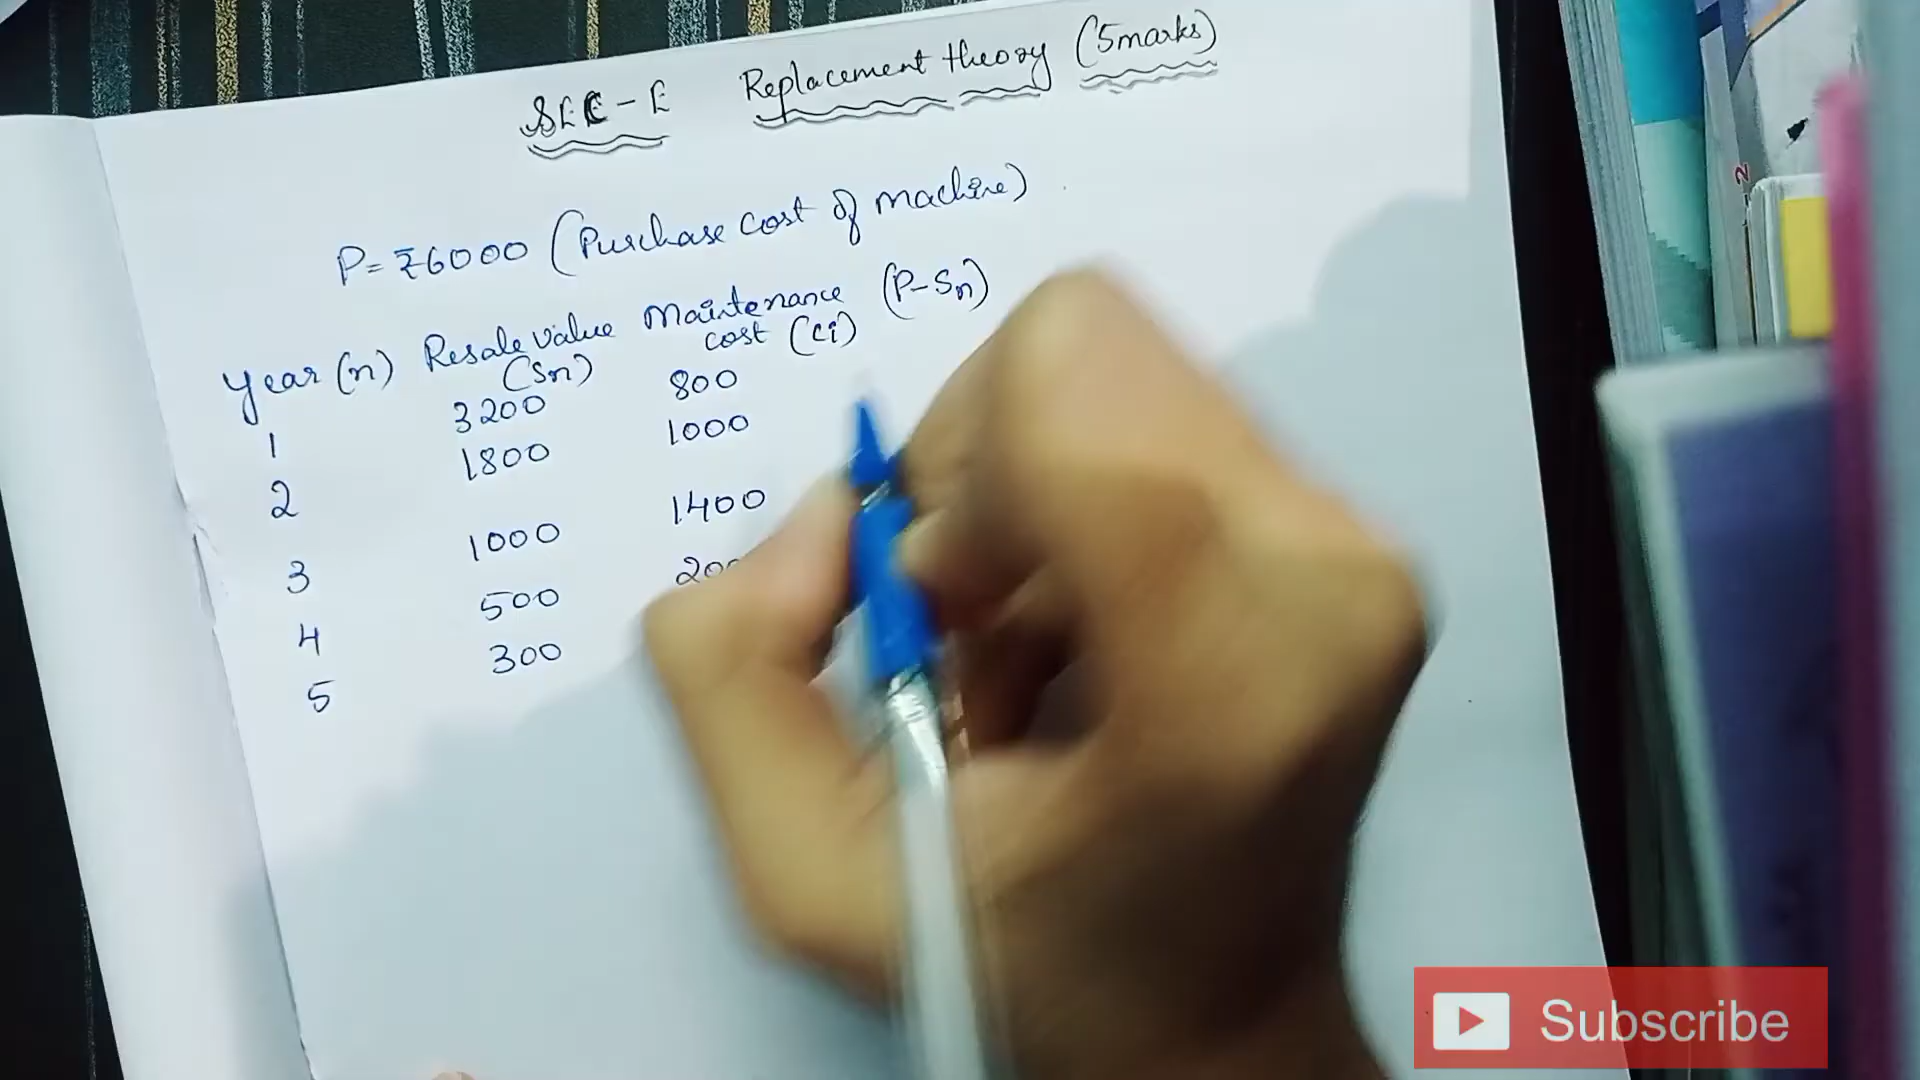 SEC-E Replacement theory (5marks)
P=₹6000 (Purchase cost of machine)
Year (n) Resale value (Sn) Maintenance cost (Ci) (P-Sn)
1 3200 800
2 1800 1000
3 1000 1400
4 500
5 300
2
Subscribe